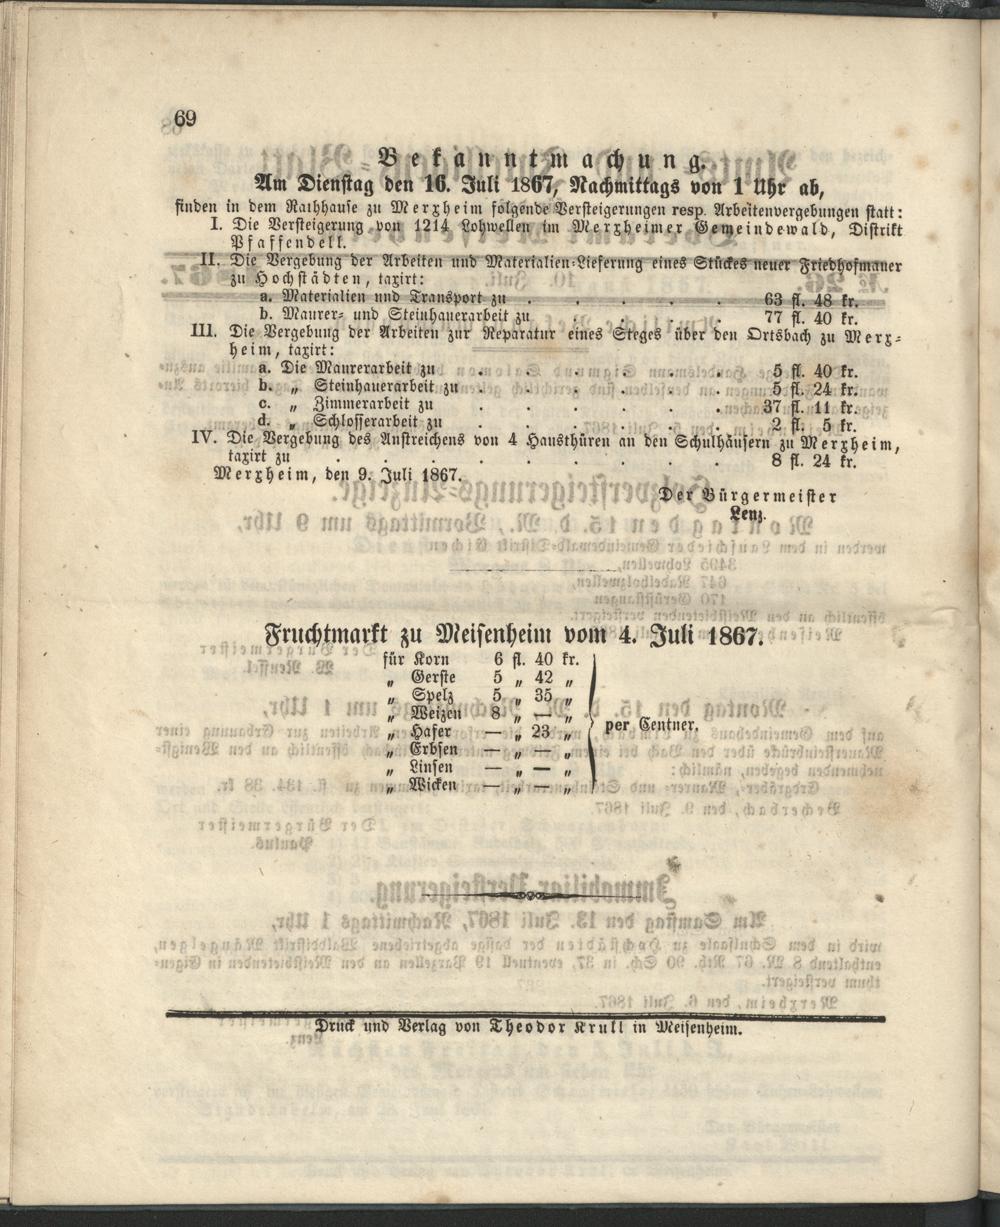 69
Bekanntmachung.
Am Dienstag den 16. Juli 1867, Nachmittags von 1 Uhr ab,
finden in dem Rathhause zu Merxheim folgende Versteigerungen resp. Arbeitenvergebungen statt:
I. Die Versteigerung von 1214 Lohwellen im Merxheimer Gemeindewald, Distrikt
Pfaffendell.
II. Die Vergebung der Arbeiten und Materialien-Lieferung eines Stückes neuer Friedhofmauer
zu Hochstädten, taxirt:
a. Materialien und Transport zu . . . . . 63 fl. 48 kr.
b. Maurer- und Steinhauerarbeit zu . . . . 77 fl. 40 kr.
III. Die Vergebung der Arbeiten zur Reparatur eines Steges über den Ortsbach zu Merx-
heim, taxirt:
a. Die Maurerarbeit zu . . . . . . 5 fl. 40 kr.
b. „ Steinhauerarbeit zu . . . . . . 5 fl. 24 kr.
c. „ Zimmerarbeit zu . . . . . . 37 fl. 11 kr.
d. „ Schlosserarbeit zu . . . . . . 2 fl. 5 kr.
IV. Die Vergebung des Anstreichens von 4 Hausthüren an den Schulhäusern zu Merxheim,
taxirt zu . . . . . . . . . 8 fl. 24 kr.
Merxheim, den 9. Juli 1867.
Der Bürgermeister
Lenz.
Fruchtmarkt zu Meisenheim vom 4. Juli 1867.
für Korn 6 fl. 40 kr.
„ Gerste 5 „ 42 „
„ Spelz 5 „ 35 „
„ Weizen 8 „ — „
„ Hafer — „ 23 „ per Centner.
„ Erbsen — „ — „
„ Linsen — „ — „
„ Wicken — „ — „
Druck und Verlag von Theodor Krull in Meisenheim.